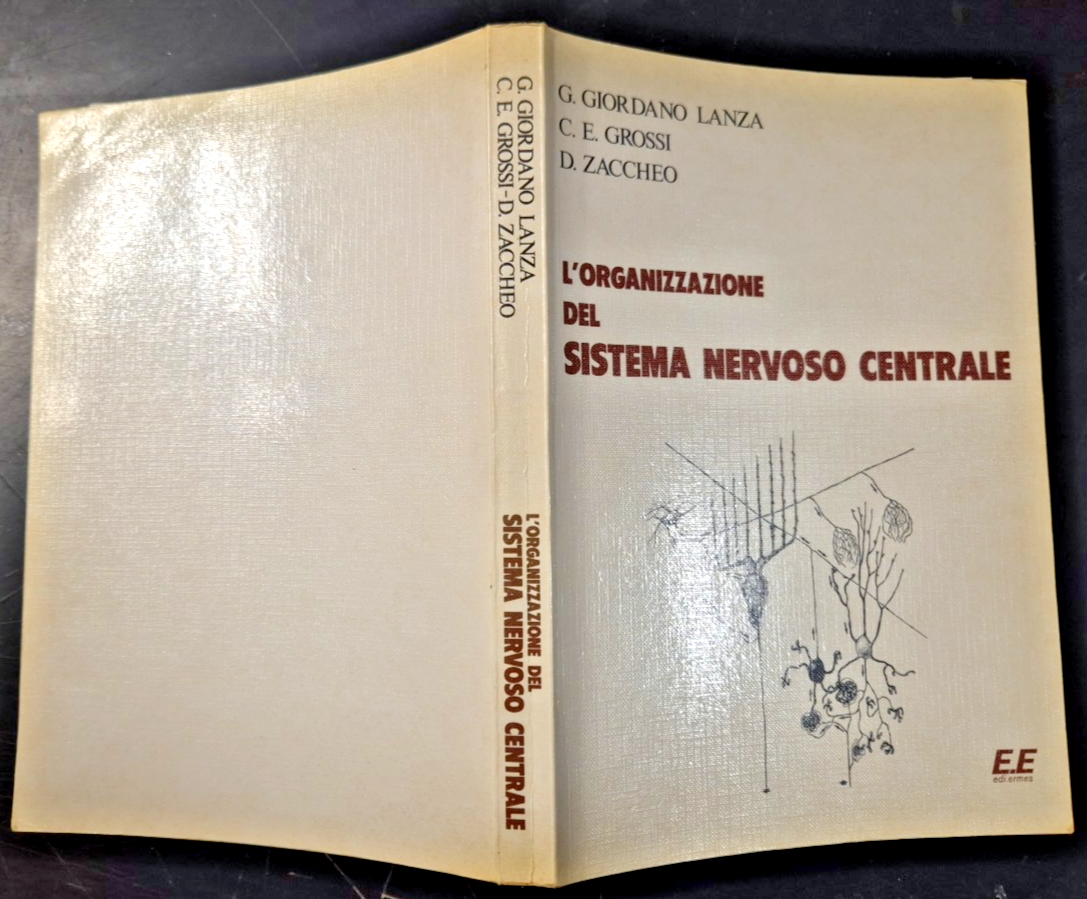 G. GIORDANO LANZA
C. E. GROSSI-D. ZACCHEO
L'ORGANIZZAZIONE DEL
SISTEMA NERVOSO CENTRALE
G. GIORDANO LANZA
C. E. GROSSI
D. ZACCHEO
L'ORGANIZZAZIONE
DEL
SISTEMA NERVOSO CENTRALE
E.E
edi.ermes